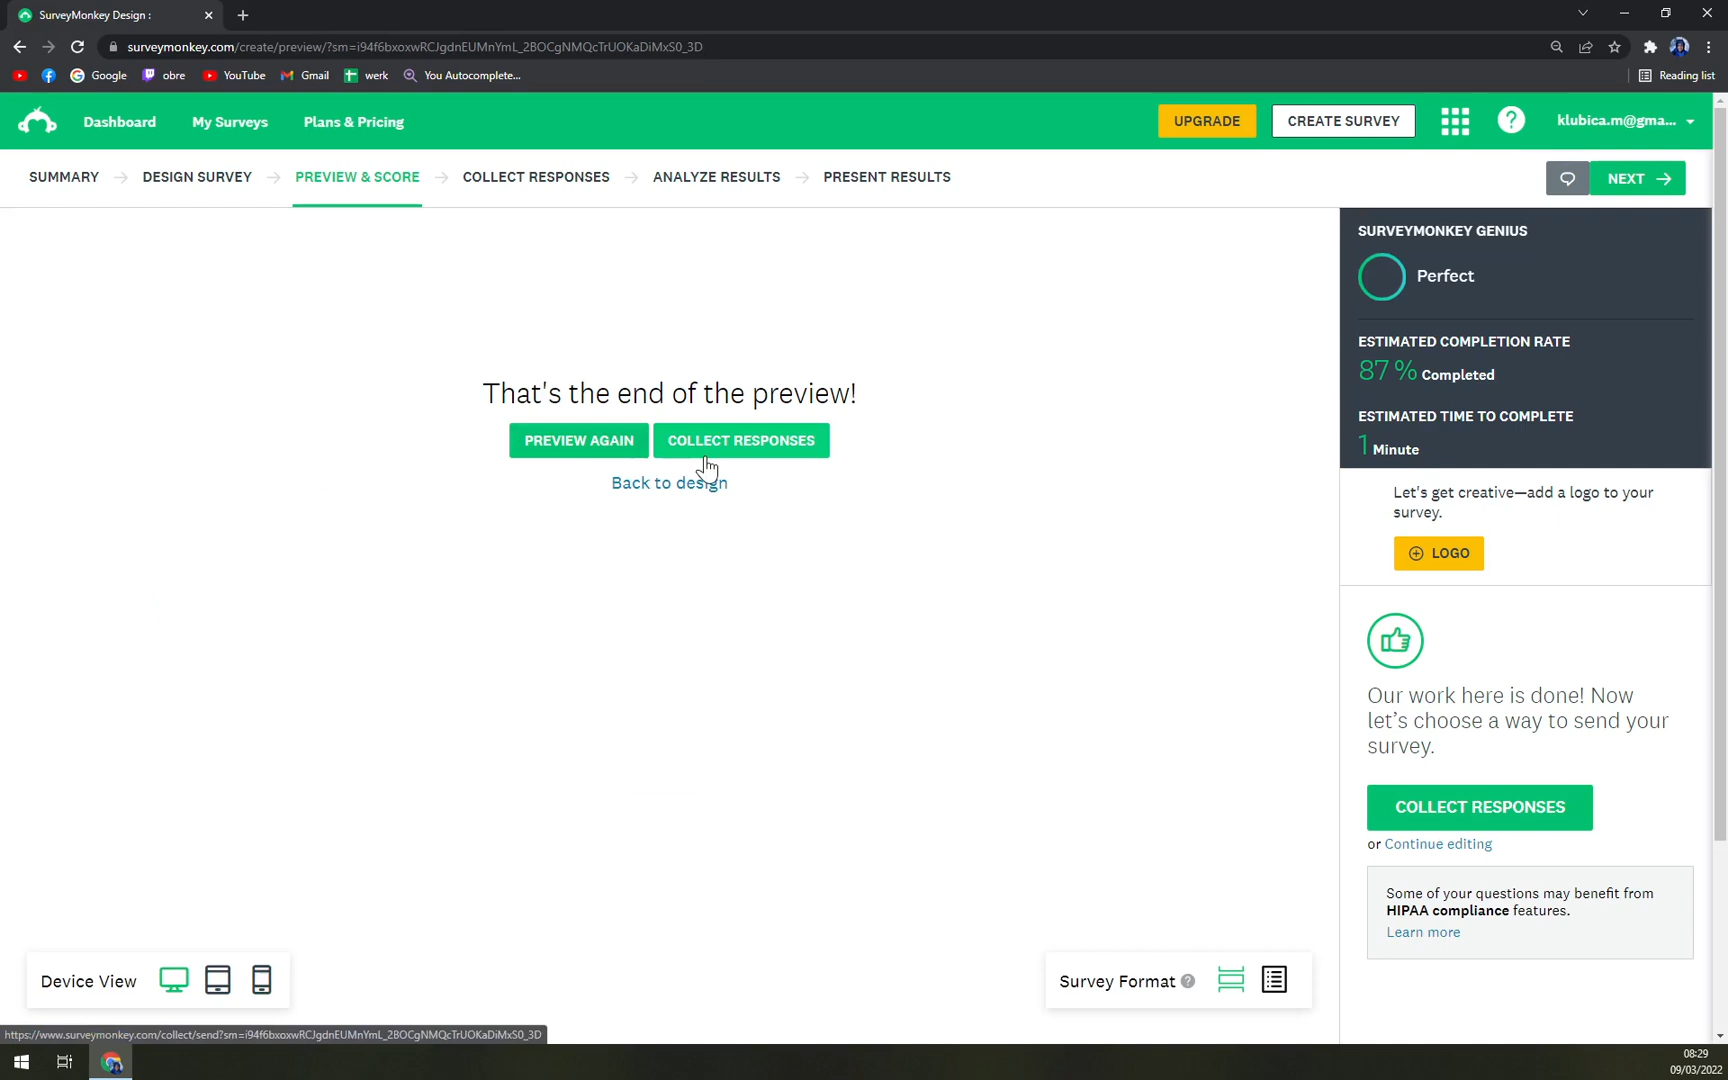 SurveyMonkey Design :
surveymonkey.com/create/preview/?sm=i94f6bxoxwRCJgdnEUMnYmL_2BOCgNMQcTrUOKaDiMxS0_3D
Google
obre
YouTube
Gmail
werk
You Autocomplete...
Reading list
Dashboard
My Surveys
Plans & Pricing
UPGRADE
CREATE SURVEY
?
klubica.m@gma...
SUMMARY
DESIGN SURVEY
PREVIEW & SCORE
COLLECT RESPONSES
ANALYZE RESULTS
PRESENT RESULTS
NEXT
That's the end of the preview!
PREVIEW AGAIN
COLLECT RESPONSES
Back to design
SURVEYMONKEY GENIUS
Perfect
ESTIMATED COMPLETION RATE
87% Completed
ESTIMATED TIME TO COMPLETE
1 Minute
Let's get creative—add a logo to your
survey.
LOGO
Our work here is done! Now
let's choose a way to send your
survey.
COLLECT RESPONSES
or Continue editing
Some of your questions may benefit from
HIPAA compliance features.
Learn more
Device View
Survey Format ?
https://www.surveymonkey.com/collect/send?sm=i94f6bxoxwRCJgdnEUMnYmL_2BOCgNMQcTrUOKaDiMxS0_3D
08:29
09/03/2022